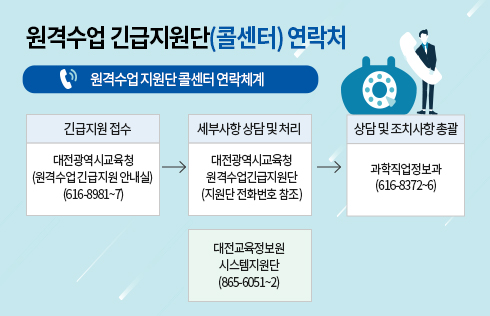 원격수업 긴급지원단(콜센터) 연락처
원격수업 지원단 콜센터 연락체계
긴급지원 접수
대전광역시교육청
(원격수업 긴급지원 안내실)
(616-8981~7)
세부사항 상담 및 처리
대전광역시교육청
원격수업긴급지원단
(지원단 전화번호 참조)
상담 및 조치사항 총괄
과학직업정보과
(616-8372~6)
대전교육정보원
시스템지원단
(865-6051~2)